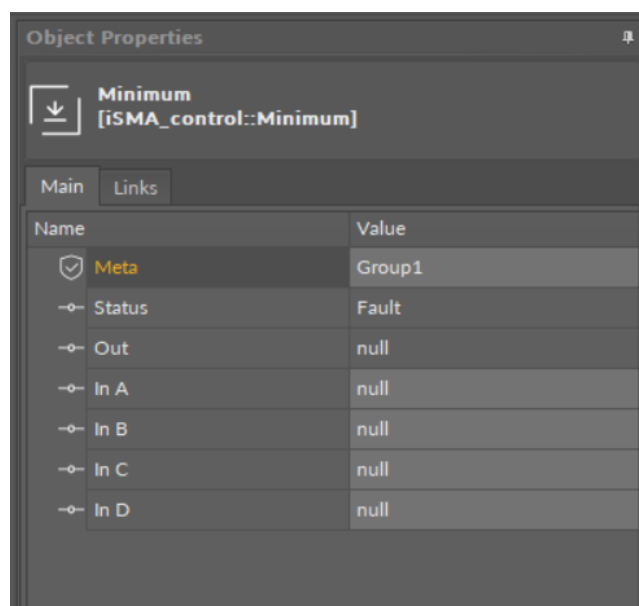 Object Properties
Minimum
[iSMA_control::Minimum]
Main Links
Name Value
Meta Group1
Status Fault
Out null
In A null
In B null
In C null
In D null